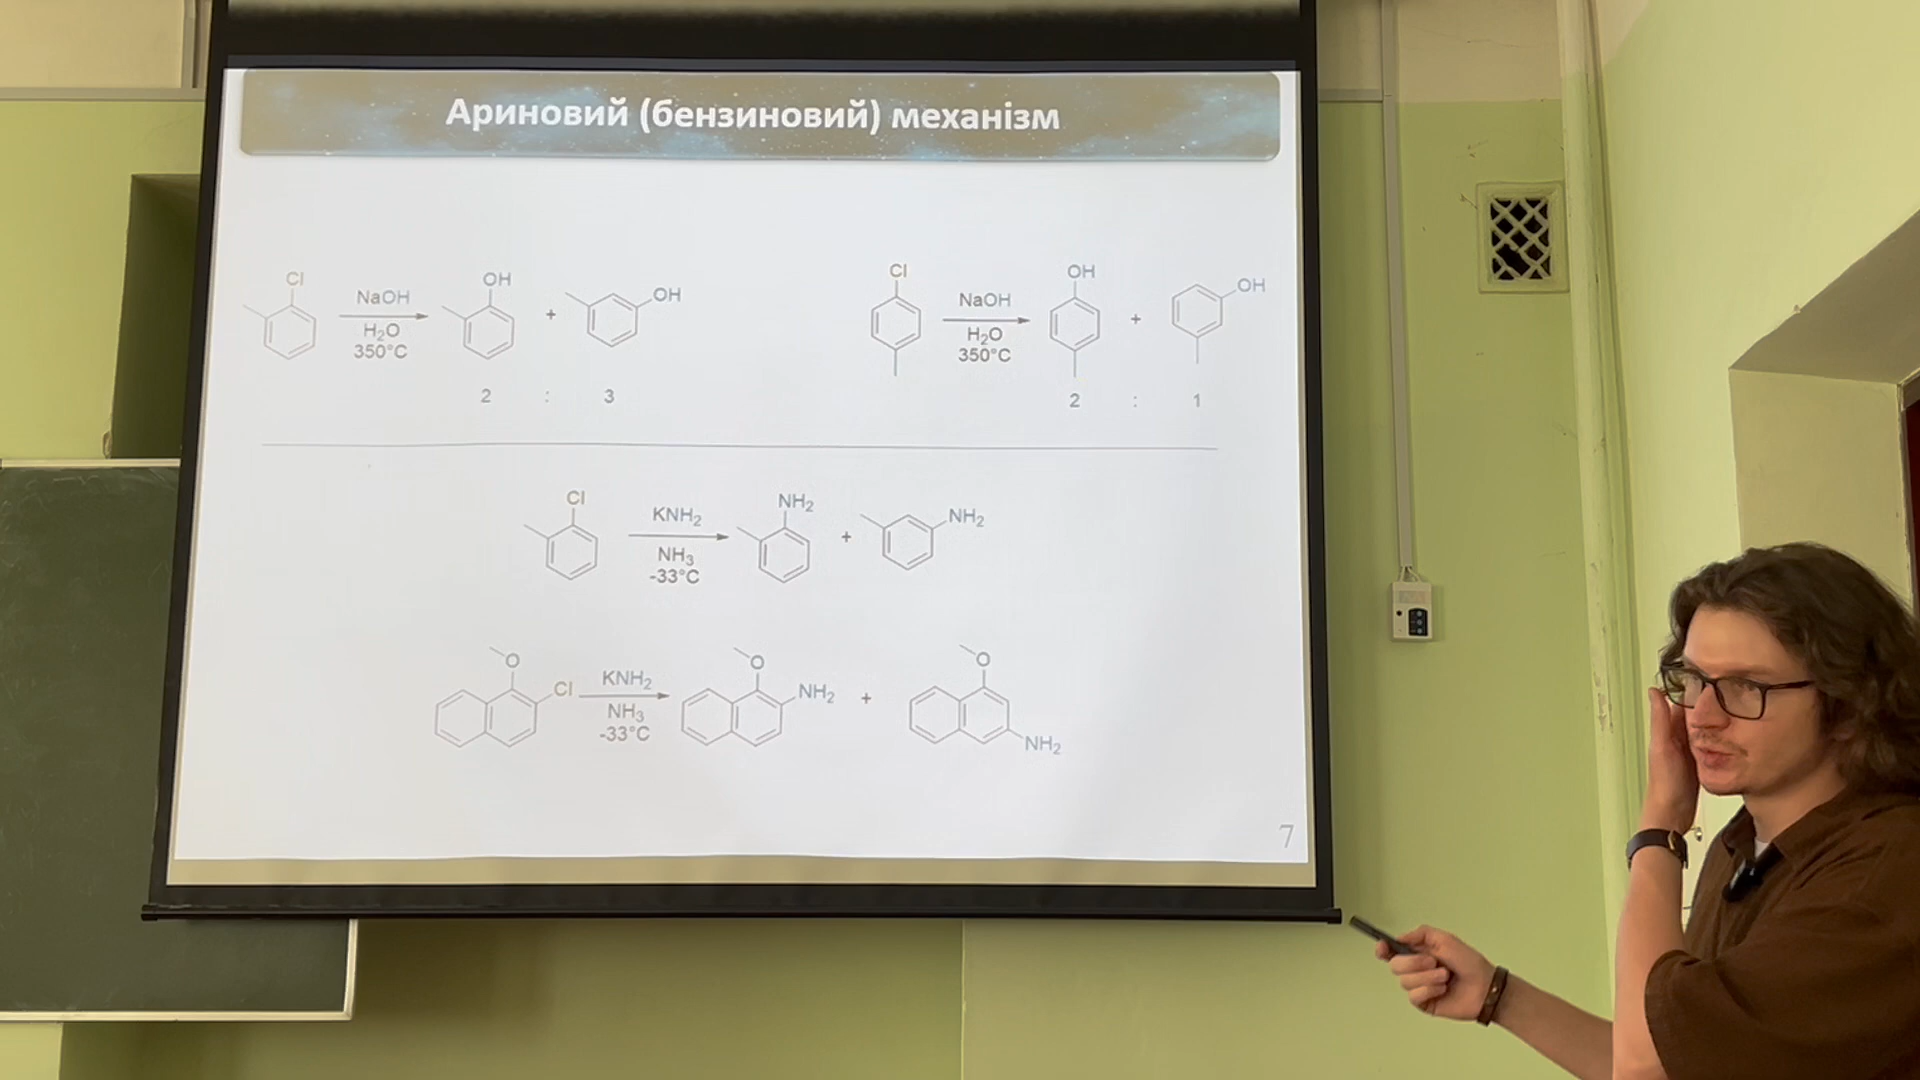 Ариновий (бензиновий) механізм
Cl
NaOH
H₂O
350°C
OH
+
OH
2 : 3
Cl
NaOH
H₂O
350°C
OH
+
OH
2 : 1
Cl
KNH₂
NH₃
-33°C
NH₂
+
NH₂
O
Cl
KNH₂
NH₃
-33°C
O
NH₂
+
O
NH₂
7